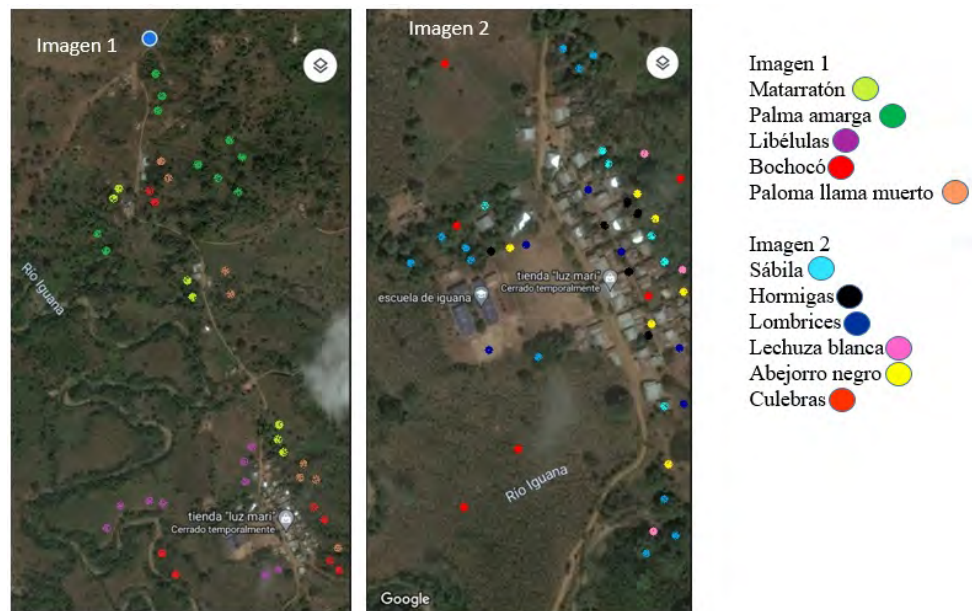 Imagen 1
Río Iguana
tienda "luz mari"
Cerrado temporalmente
Imagen 2
tienda "luz mari"
Cerrado temporalmente
escuela de iguana
Río Iguana
Google
Imagen 1
Matarratón
Palma amarga
Libélulas
Bochocó
Paloma llama muerto
Imagen 2
Sábila
Hormigas
Lombrices
Lechuza blanca
Abejorro negro
Culebras